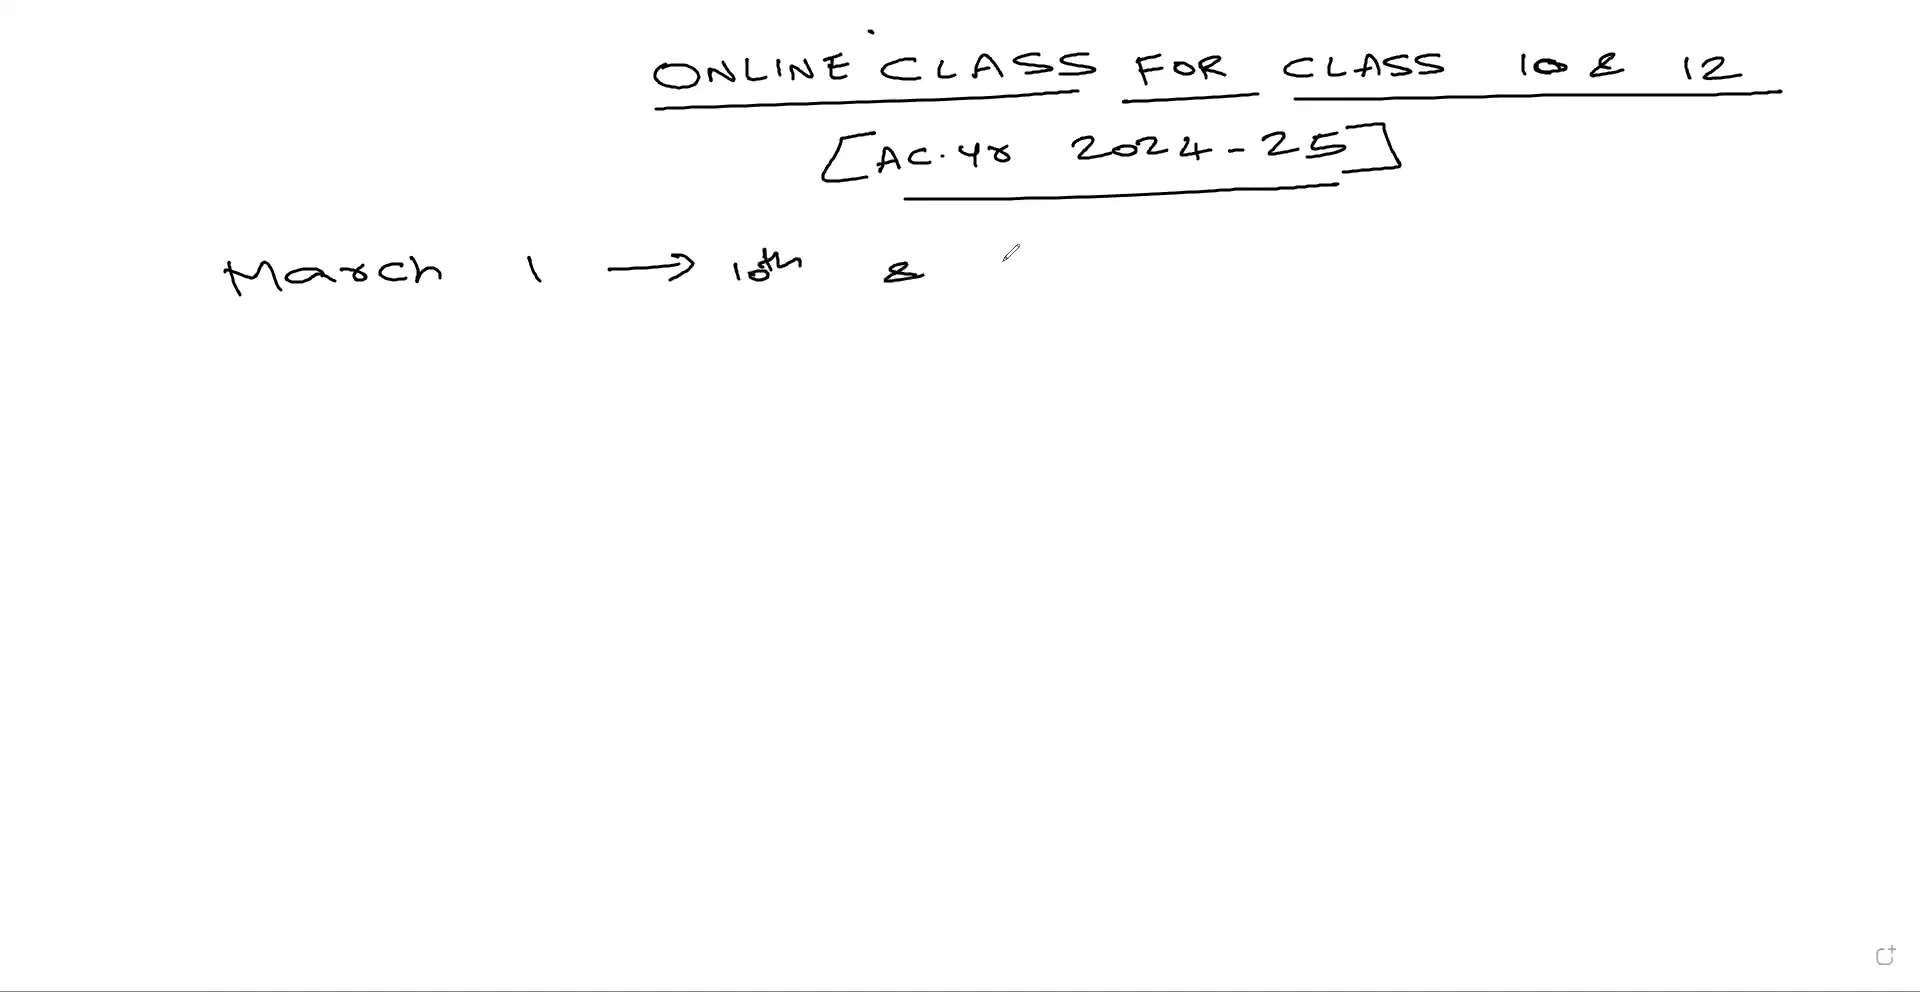 ONLINE CLASS FOR CLASS 10 & 12
[AC.yr 2024-25]
March 1 → 10th &